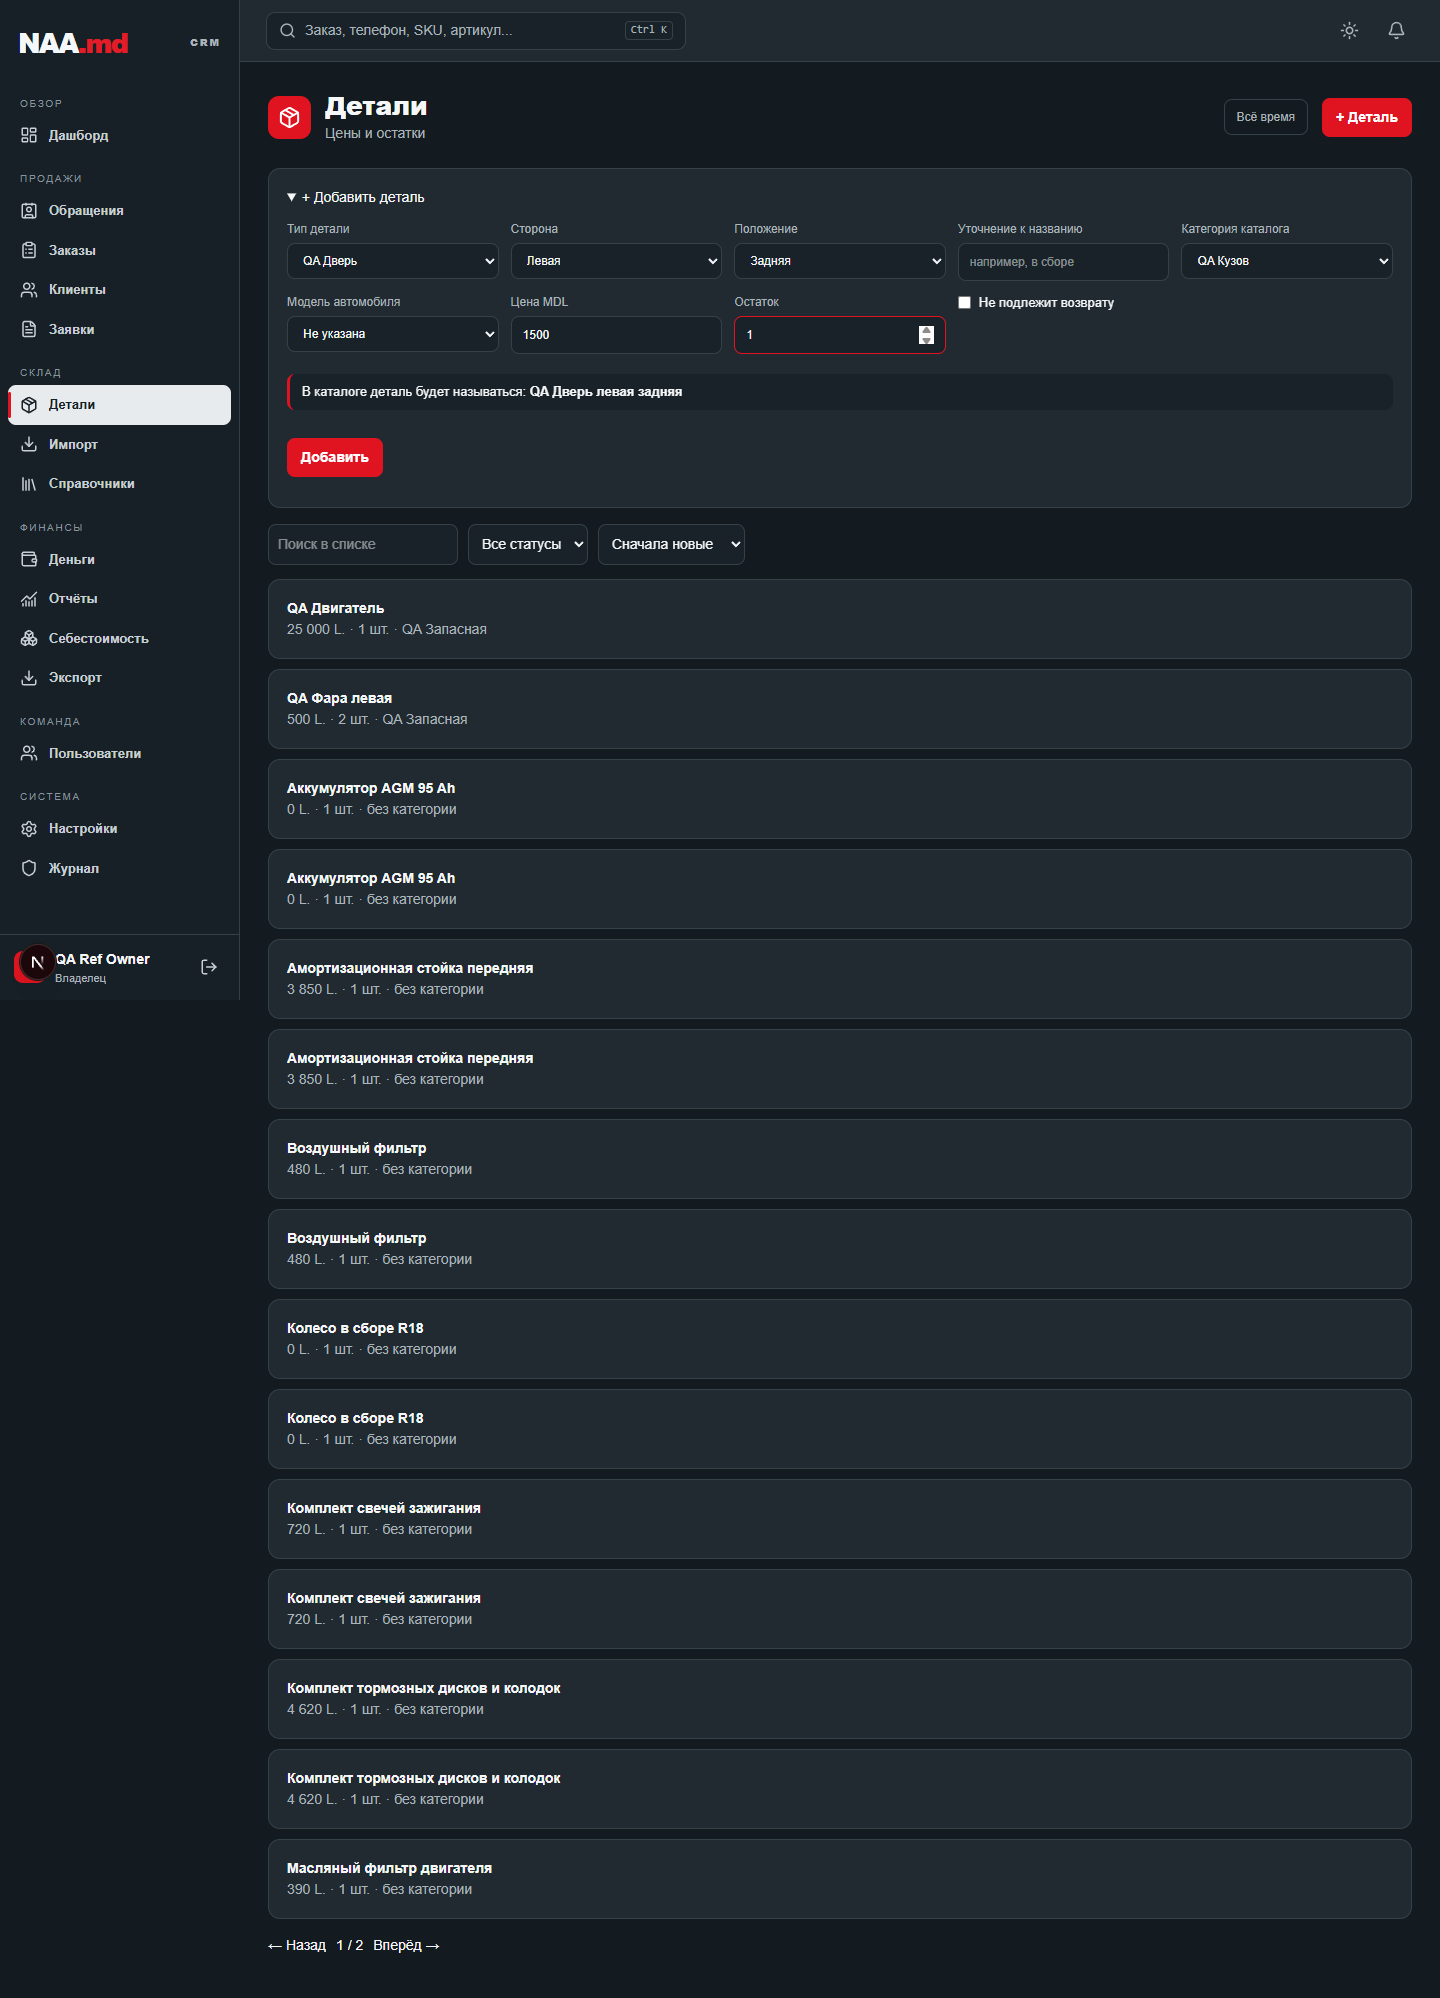 NAA.md CRM
Заказ, телефон, SKU, артикул... Ctrl K
ОБЗОР
Дашборд
ПРОДАЖИ
Обращения
Заказы
Клиенты
Заявки
СКЛАД
Детали
Импорт
Справочники
ФИНАНСЫ
Деньги
Отчёты
Себестоимость
Экспорт
КОМАНДА
Пользователи
СИСТЕМА
Настройки
Журнал
N
QA Ref Owner
Владелец
Детали
Цены и остатки
Всё время
+ Деталь
▼ + Добавить деталь
Тип детали Сторона Положение Уточнение к названию Категория каталога
QA Дверь Левая Задняя например, в сборе QA Кузов
Модель автомобиля Цена MDL Остаток
Не указана 1500 1 Не подлежит возврату
В каталоге деталь будет называться: QA Дверь левая задняя
Добавить
Поиск в списке Все статусы Сначала новые
QA Двигатель
25 000 L. · 1 шт. · QA Запасная
QA Фара левая
500 L. · 2 шт. · QA Запасная
Аккумулятор AGM 95 Ah
0 L. · 1 шт. · без категории
Аккумулятор AGM 95 Ah
0 L. · 1 шт. · без категории
Амортизационная стойка передняя
3 850 L. · 1 шт. · без категории
Амортизационная стойка передняя
3 850 L. · 1 шт. · без категории
Воздушный фильтр
480 L. · 1 шт. · без категории
Воздушный фильтр
480 L. · 1 шт. · без категории
Колесо в сборе R18
0 L. · 1 шт. · без категории
Колесо в сборе R18
0 L. · 1 шт. · без категории
Комплект свечей зажигания
720 L. · 1 шт. · без категории
Комплект свечей зажигания
720 L. · 1 шт. · без категории
Комплект тормозных дисков и колодок
4 620 L. · 1 шт. · без категории
Комплект тормозных дисков и колодок
4 620 L. · 1 шт. · без категории
Масляный фильтр двигателя
390 L. · 1 шт. · без категории
← Назад 1 / 2 Вперёд →